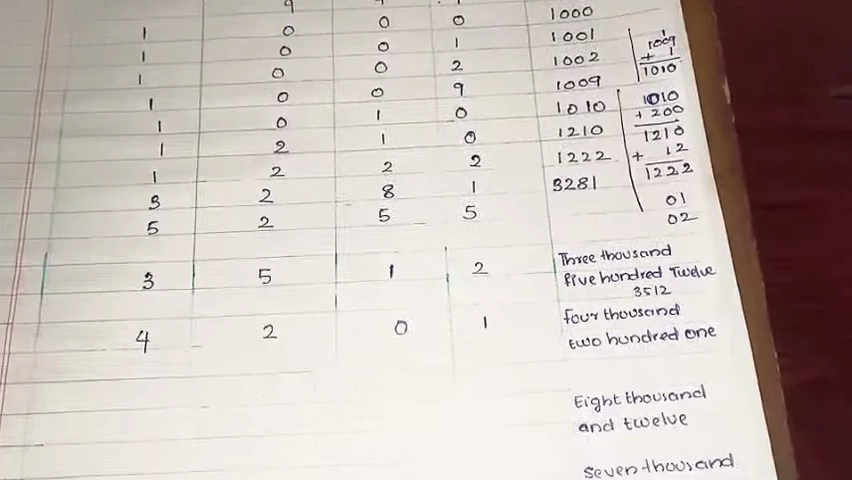 9
1 0 0 0 1000
1 0 0 1 1001
1 0 0 2 1002
1 0 0 9 1009
1 0 1 0 1010
1 2 1 0 1210
1 2 2 2 1222
3 2 8 1 3281
5 2 5 5
1
1009
+ 1
1010
1010
+ 200
1210
+ 12
1222
01
02
3 5 1 2 Three thousand
five hundred Twelve
3512
4 2 0 1 four thousand
two hundred one
Eight thousand
and twelve
seven thousand